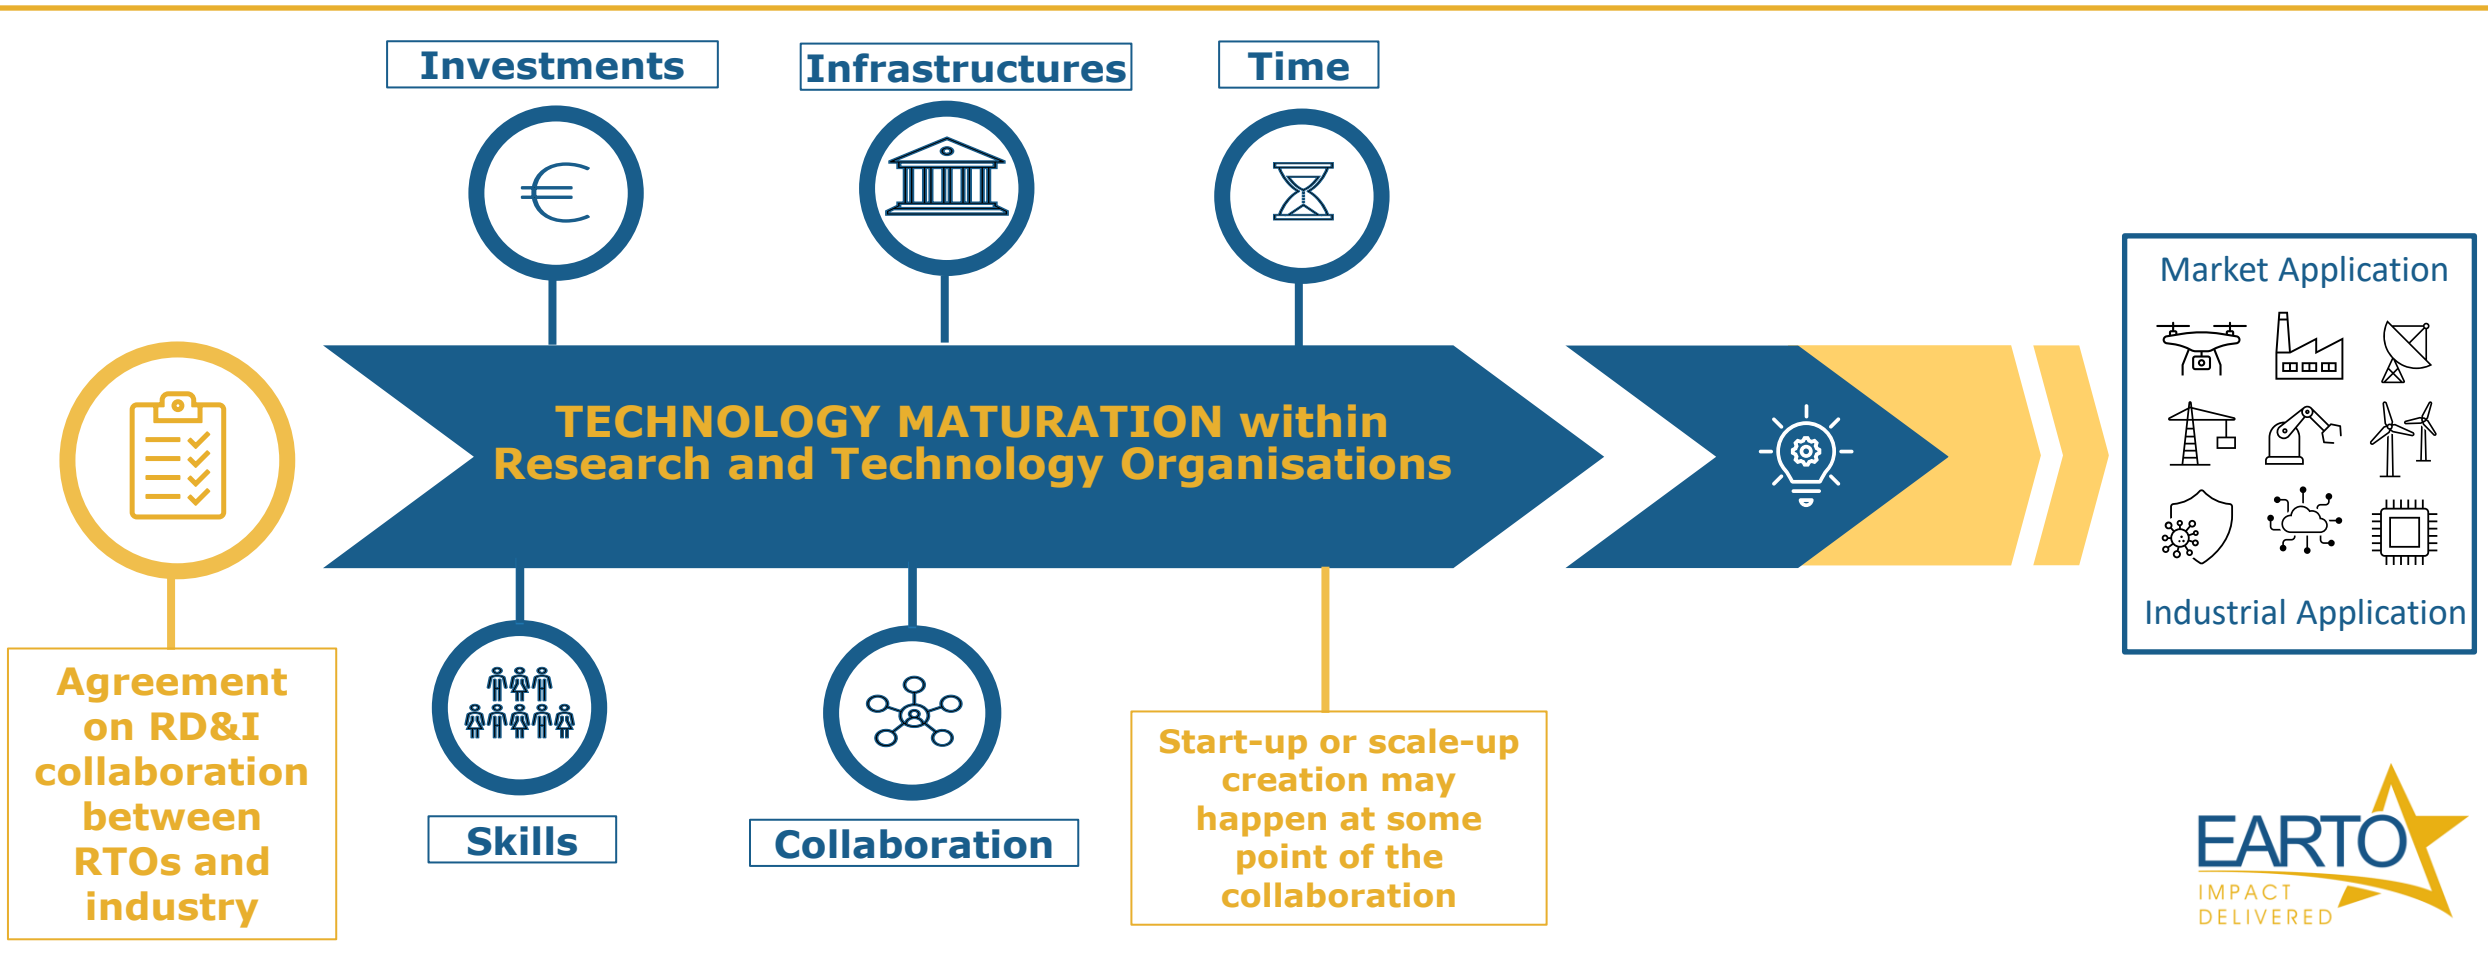 Investments
Infrastructures
Time
TECHNOLOGY MATURATION within
Research and Technology Organisations
Market Application
Industrial Application
Agreement
on RD&I
collaboration
between
RTOs and
industry
Skills
Collaboration
Start-up or scale-up
creation may
happen at some
point of the
collaboration
EARTO
IMPACT
DELIVERED